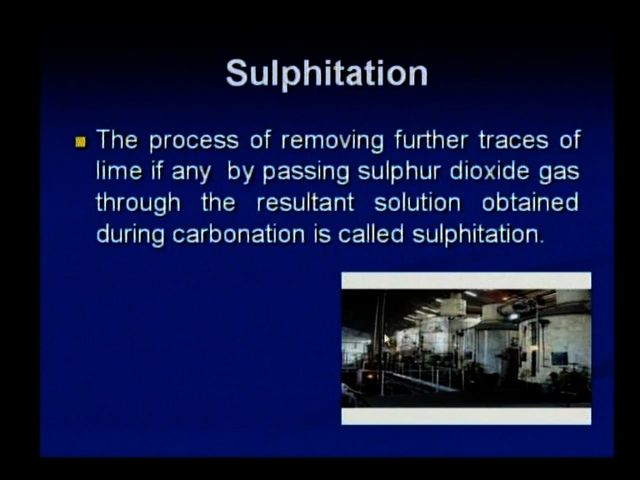 Sulphitation
The process of removing further traces of
lime if any by passing sulphur dioxide gas
through the resultant solution obtained
during carbonation is called sulphitation.